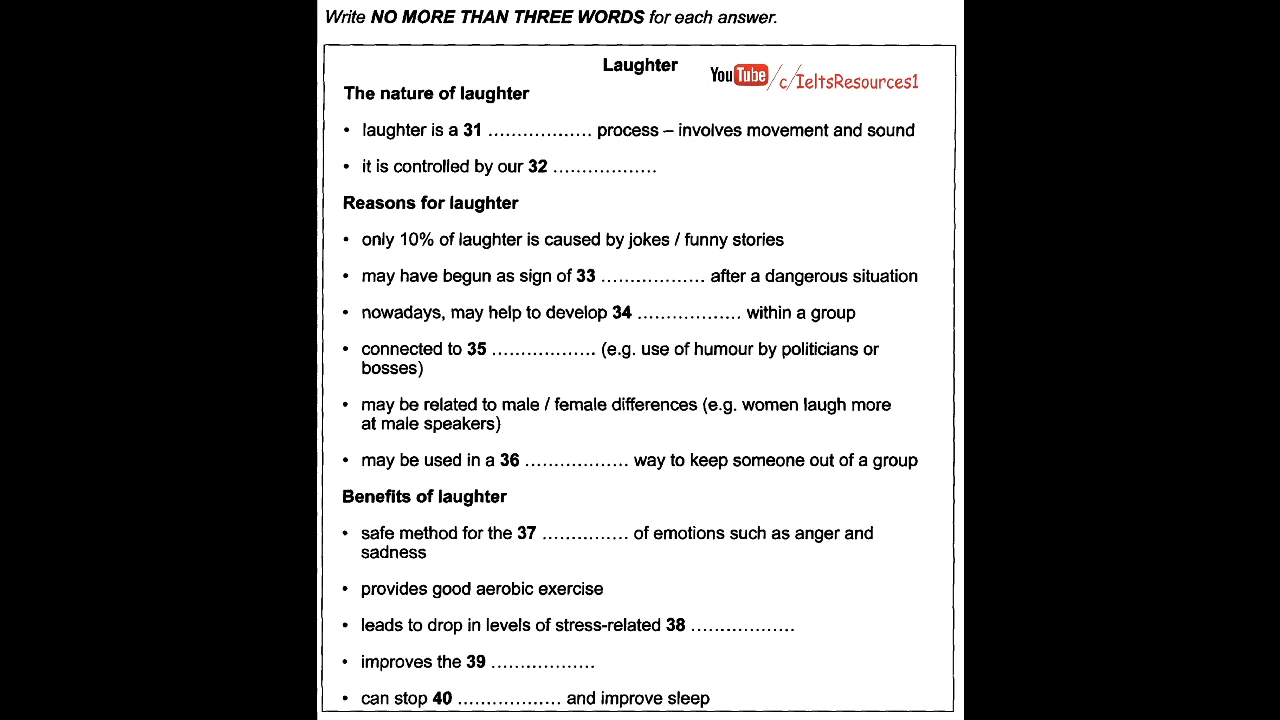 Write NO MORE THAN THREE WORDS for each answer.
Laughter
YouTube /c/IeltsResources1
The nature of laughter
• laughter is a 31 .................. process – involves movement and sound
• it is controlled by our 32 ..................
Reasons for laughter
• only 10% of laughter is caused by jokes / funny stories
• may have begun as sign of 33 .................. after a dangerous situation
• nowadays, may help to develop 34 .................. within a group
• connected to 35 .................. (e.g. use of humour by politicians or
bosses)
• may be related to male / female differences (e.g. women laugh more
at male speakers)
• may be used in a 36 .................. way to keep someone out of a group
Benefits of laughter
• safe method for the 37 ............... of emotions such as anger and
sadness
• provides good aerobic exercise
• leads to drop in levels of stress-related 38 ..................
• improves the 39 ..................
• can stop 40 .................. and improve sleep